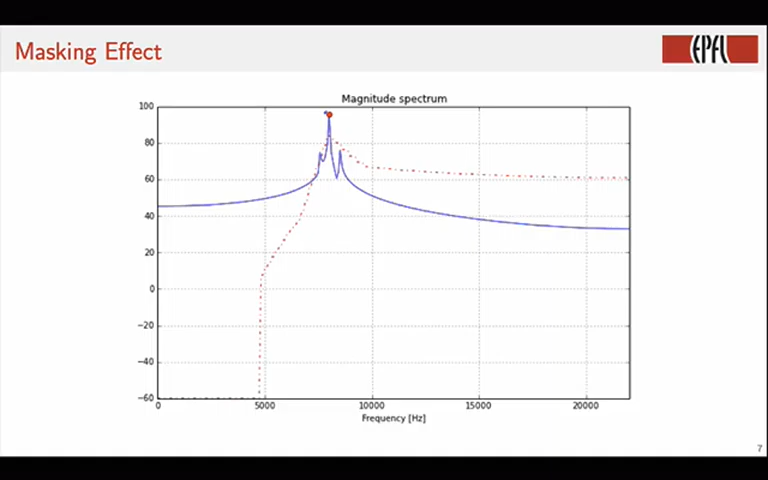 Masking Effect
EPFL
Magnitude spectrum
100
80
60
40
20
0
−20
−40
−60
0 5000 10000 15000 20000
Frequency [Hz]
7